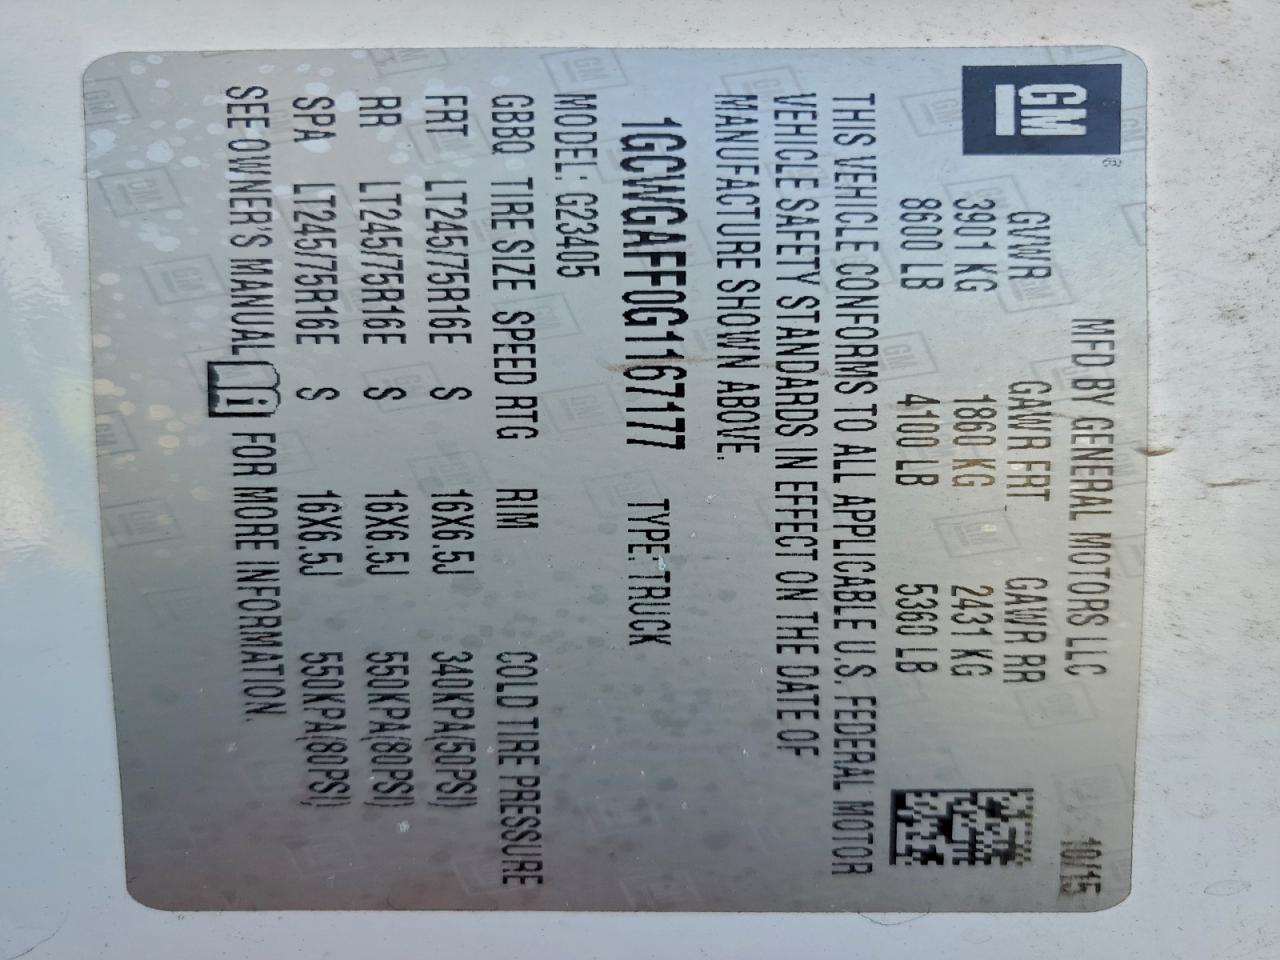 GM
MFD BY GENERAL MOTORS LLC 10/15
GVWR GAWR FRT GAWR RR
3901 KG 1860 KG 2431 KG
8600 LB 4100 LB 5360 LB
THIS VEHICLE CONFORMS TO ALL APPLICABLE U.S. FEDERAL MOTOR
VEHICLE SAFETY STANDARDS IN EFFECT ON THE DATE OF
MANUFACTURE SHOWN ABOVE.
1GCWGAFF0G1167177 TYPE: TRUCK
MODEL: G23405
GBBQ TIRE SIZE SPEED RTG RIM COLD TIRE PRESSURE
FRT LT245/75R16E S 16X6.5J 340KPA(50PSI)
RR LT245/75R16E S 16X6.5J 550KPA(80PSI)
SPA LT245/75R16E S 16X6.5J 550KPA(80PSI)
SEE OWNER'S MANUAL i FOR MORE INFORMATION.